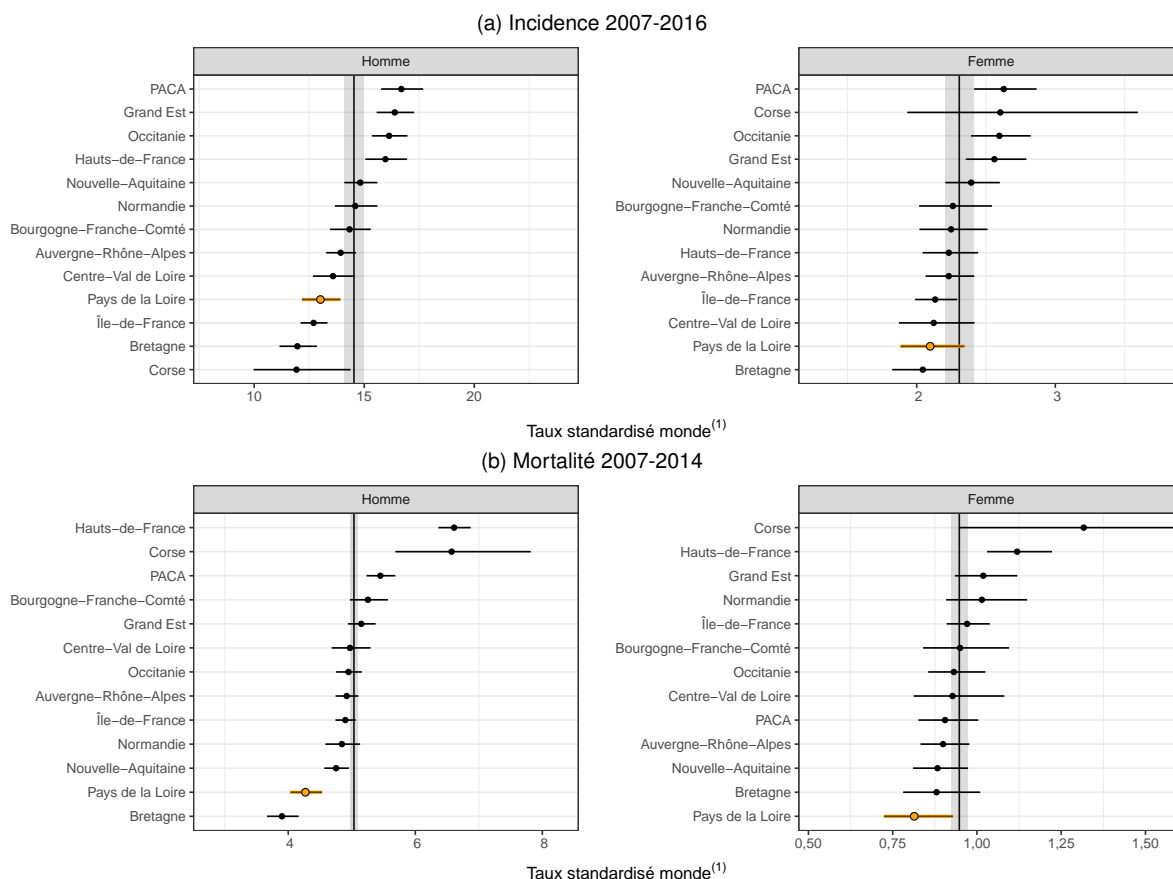 (a) Incidence 2007-2016
Homme
PACA
Grand Est
Occitanie
Hauts−de−France
Nouvelle−Aquitaine
Normandie
Bourgogne−Franche−Comté
Auvergne−Rhône−Alpes
Centre−Val de Loire
Pays de la Loire
Île−de−France
Bretagne
Corse
10 15 20
Femme
PACA
Corse
Occitanie
Grand Est
Nouvelle−Aquitaine
Bourgogne−Franche−Comté
Normandie
Hauts−de−France
Auvergne−Rhône−Alpes
Île−de−France
Centre−Val de Loire
Pays de la Loire
Bretagne
2 3
Taux standardisé monde(1)
(b) Mortalité 2007-2014
Homme
Hauts−de−France
Corse
PACA
Bourgogne−Franche−Comté
Grand Est
Centre−Val de Loire
Occitanie
Auvergne−Rhône−Alpes
Île−de−France
Normandie
Nouvelle−Aquitaine
Pays de la Loire
Bretagne
4 6 8
Femme
Corse
Hauts−de−France
Grand Est
Normandie
Île−de−France
Bourgogne−Franche−Comté
Occitanie
Centre−Val de Loire
PACA
Auvergne−Rhône−Alpes
Nouvelle−Aquitaine
Bretagne
Pays de la Loire
0,50 0,75 1,00 1,25 1,50
Taux standardisé monde(1)